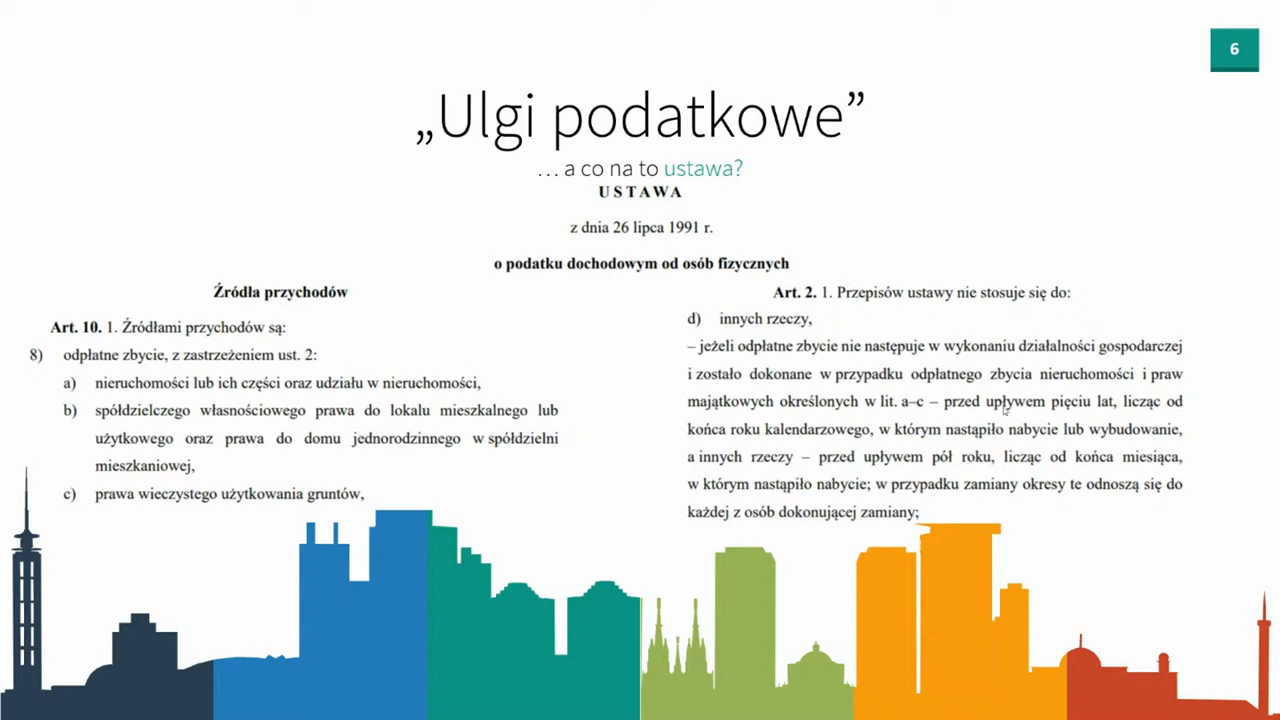 6
„Ulgi podatkowe”
… a co na to ustawa?
USTAWA
z dnia 26 lipca 1991 r.
o podatku dochodowym od osób fizycznych
Źródła przychodów
Art. 10. 1. Źródłami przychodów są:
8) odpłatne zbycie, z zastrzeżeniem ust. 2:
a) nieruchomości lub ich części oraz udziału w nieruchomości,
b) spółdzielczego własnościowego prawa do lokalu mieszkalnego lub
użytkowego oraz prawa do domu jednorodzinnego w spółdzielni
mieszkaniowej,
c) prawa wieczystego użytkowania gruntów,
Art. 2. 1. Przepisów ustawy nie stosuje się do:
d) innych rzeczy,
– jeżeli odpłatne zbycie nie następuje w wykonaniu działalności gospodarczej
i zostało dokonane w przypadku odpłatnego zbycia nieruchomości i praw
majątkowych określonych w lit. a–c – przed upływem pięciu lat, licząc od
końca roku kalendarzowego, w którym nastąpiło nabycie lub wybudowanie,
a innych rzeczy – przed upływem pół roku, licząc od końca miesiąca,
w którym nastąpiło nabycie; w przypadku zamiany okresy te odnoszą się do
każdej z osób dokonującej zamiany;